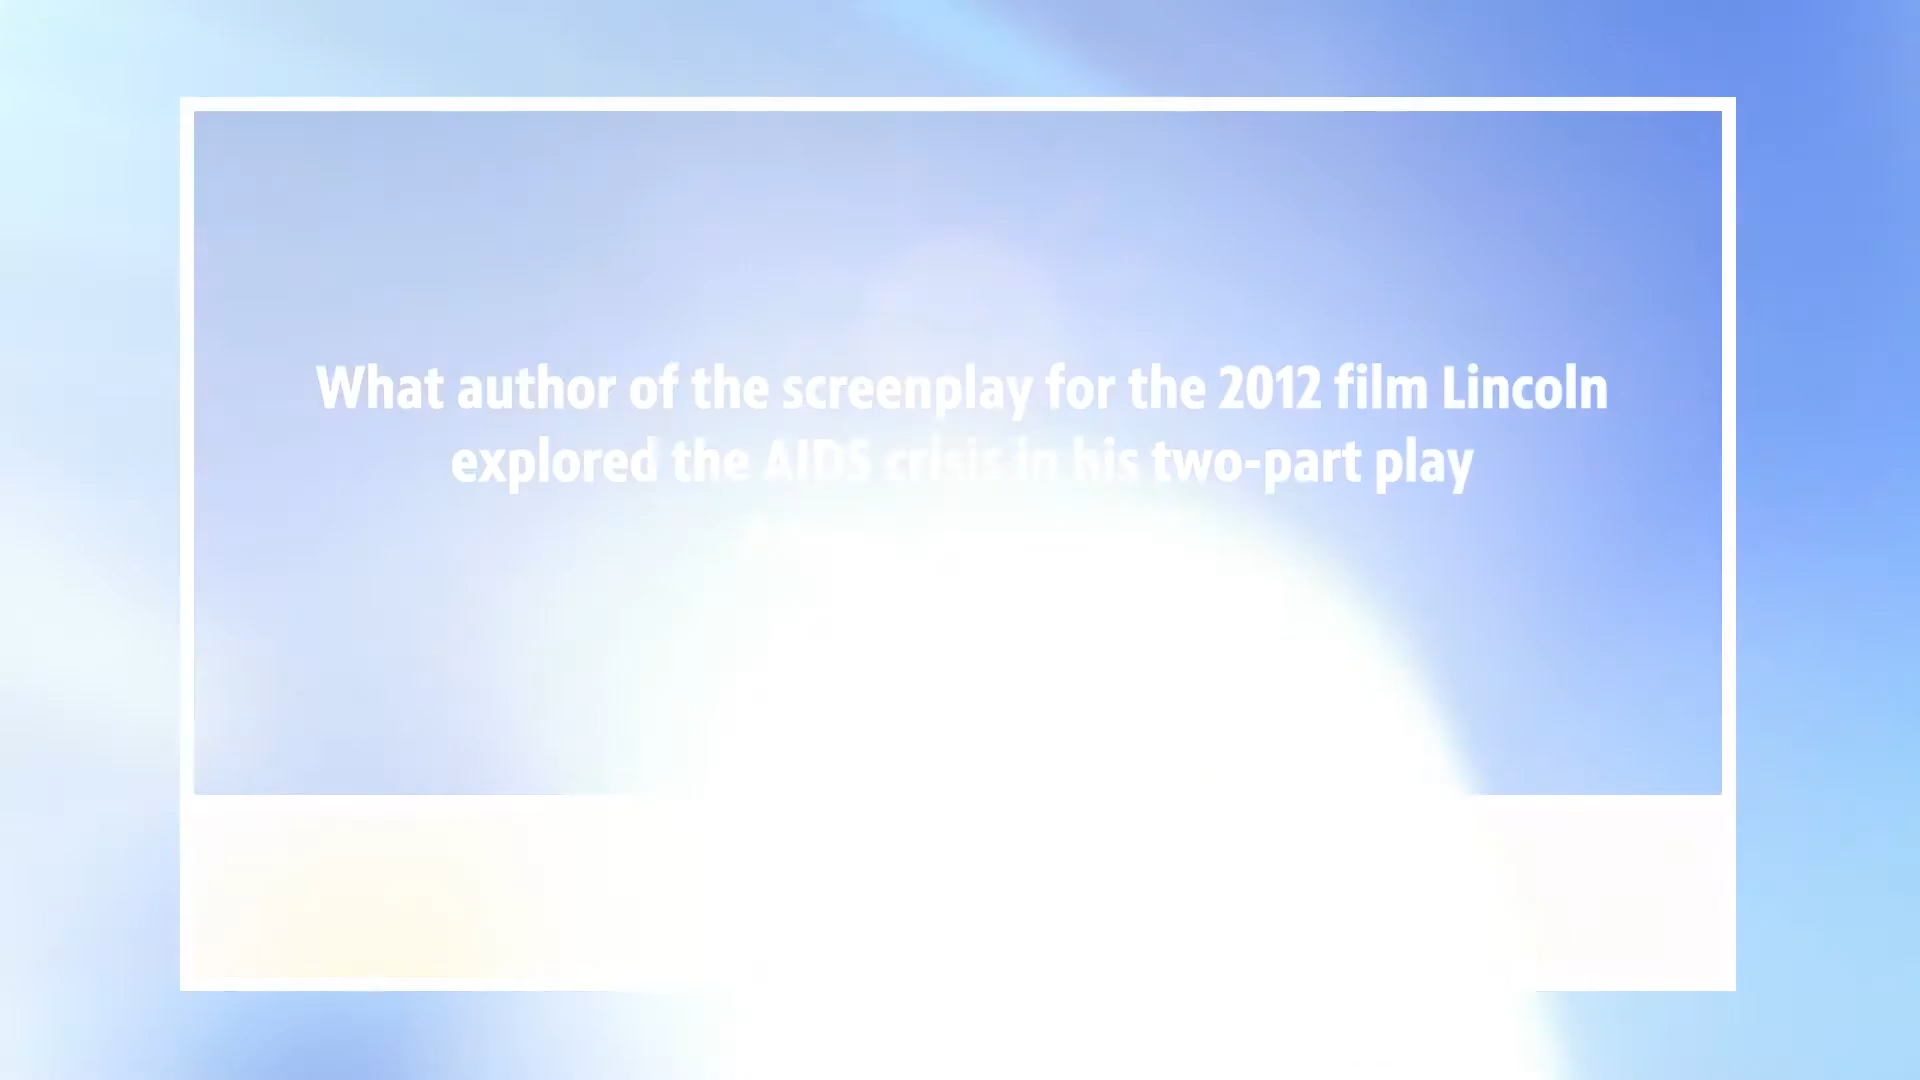 What author of the screenplay for the 2012 film Lincoln
explored the AIDS crisis in his two-part play